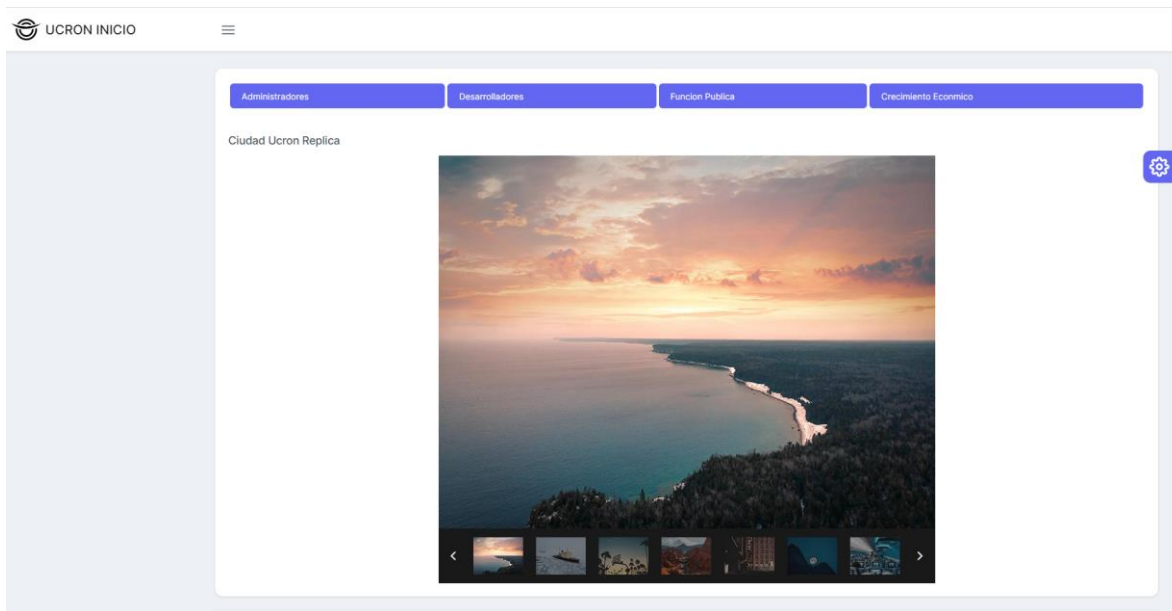 UCRON INICIO
Administradores
Desarrolladores
Funcion Publica
Crecimiento Econmico
Ciudad Ucron Replica